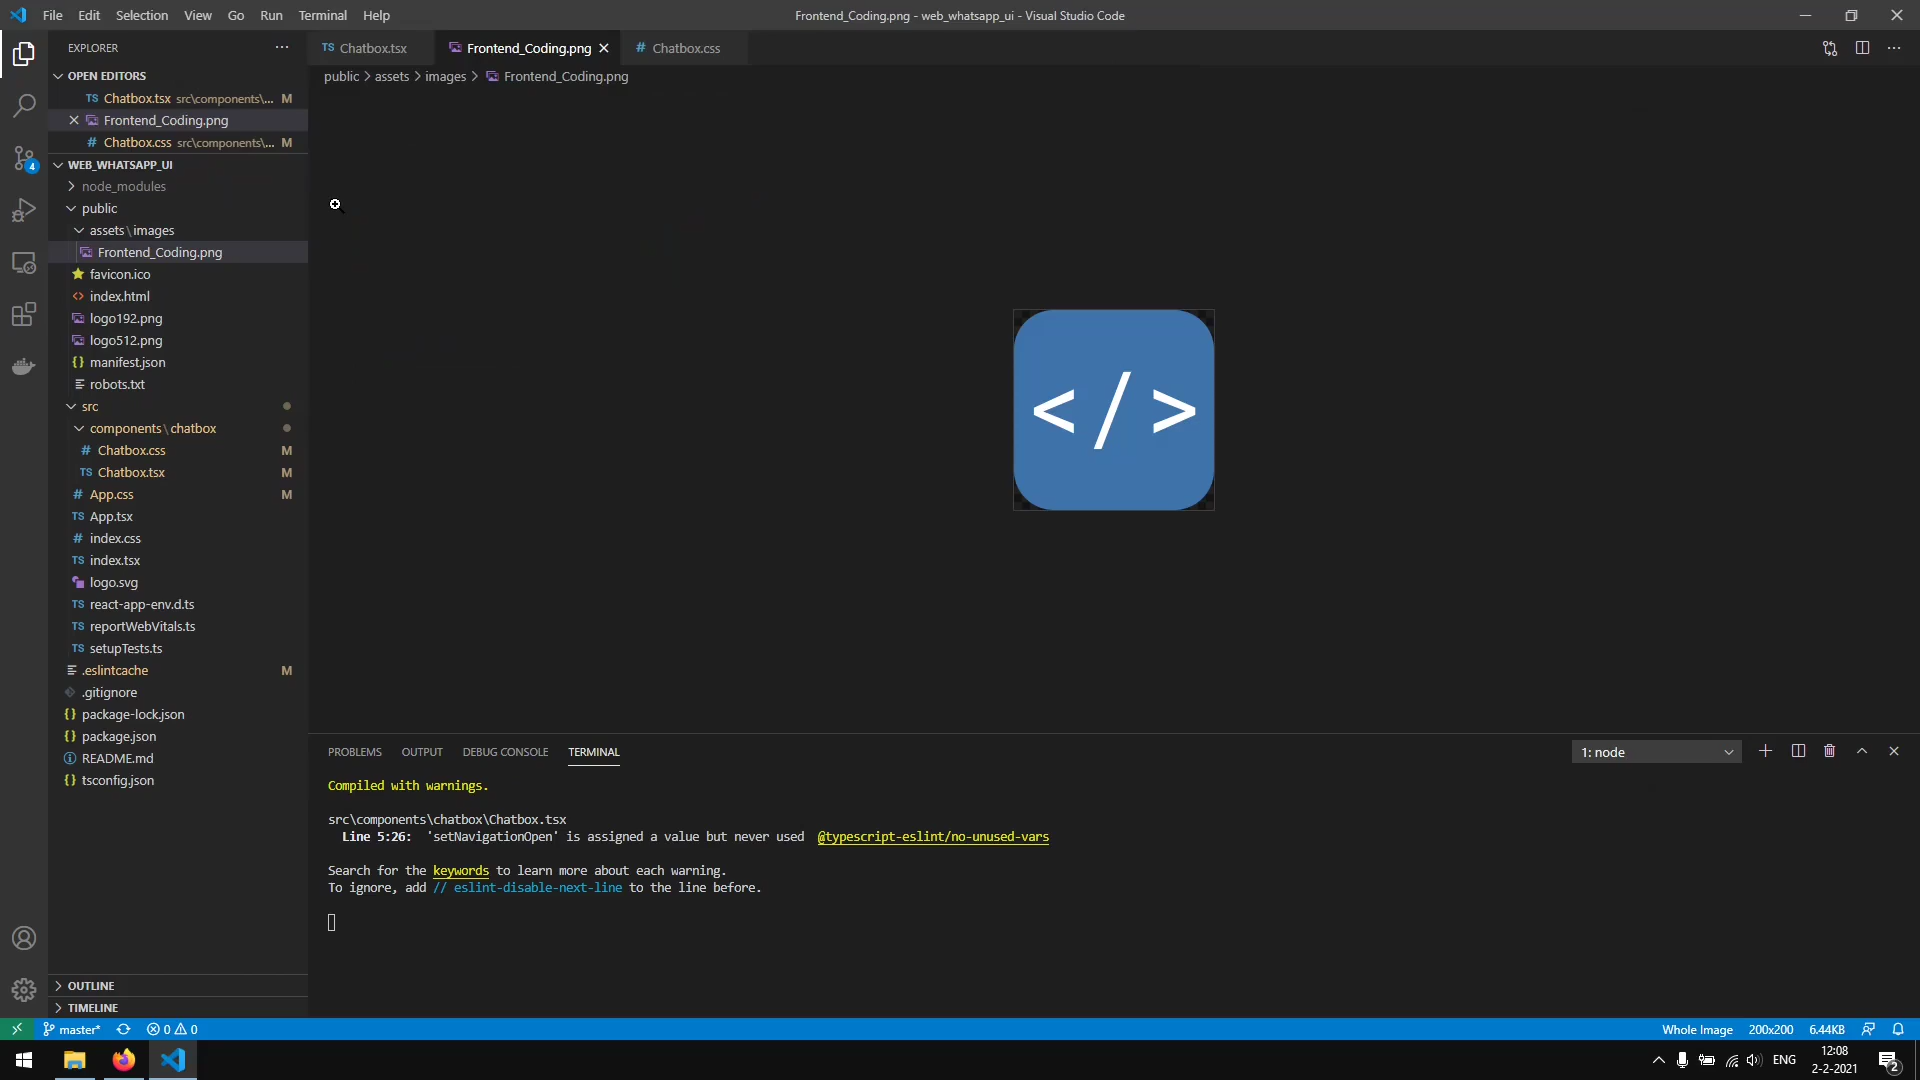 File Edit Selection View Go Run Terminal Help
Frontend_Coding.png - web_whatsapp_ui - Visual Studio Code
EXPLORER
TS Chatbox.tsx
Frontend_Coding.png
# Chatbox.css
public > assets > images > Frontend_Coding.png
OPEN EDITORS
TS Chatbox.tsx src\components\... M
Frontend_Coding.png
# Chatbox.css src\components\... M
WEB_WHATSAPP_UI
node_modules
public
assets\images
Frontend_Coding.png
favicon.ico
<> index.html
logo192.png
logo512.png
{} manifest.json
robots.txt
src
components\chatbox
# Chatbox.css M
TS Chatbox.tsx M
# App.css M
TS App.tsx
# index.css
TS index.tsx
logo.svg
TS react-app-env.d.ts
TS reportWebVitals.ts
TS setupTests.ts
.eslintcache M
.gitignore
{} package-lock.json
{} package.json
README.md
{} tsconfig.json
OUTLINE
TIMELINE
4
</>
PROBLEMS OUTPUT DEBUG CONSOLE TERMINAL
1: node
Compiled with warnings.
src\components\chatbox\Chatbox.tsx
Line 5:26: 'setNavigationOpen' is assigned a value but never used @typescript-eslint/no-unused-vars
Search for the keywords to learn more about each warning.
To ignore, add // eslint-disable-next-line to the line before.
master* 0 0
Whole Image 200x200 6.44KB
ENG
12:08
2-2-2021
2